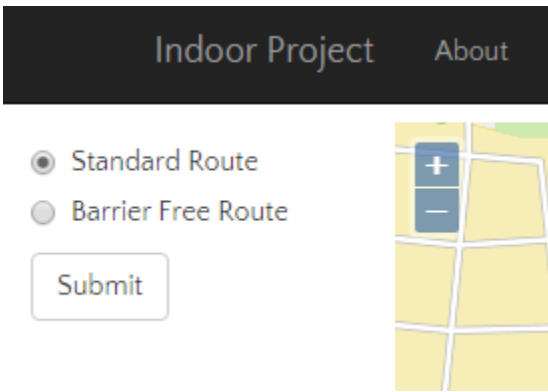 Indoor Project About
Standard Route
Barrier Free Route
Submit
+
−